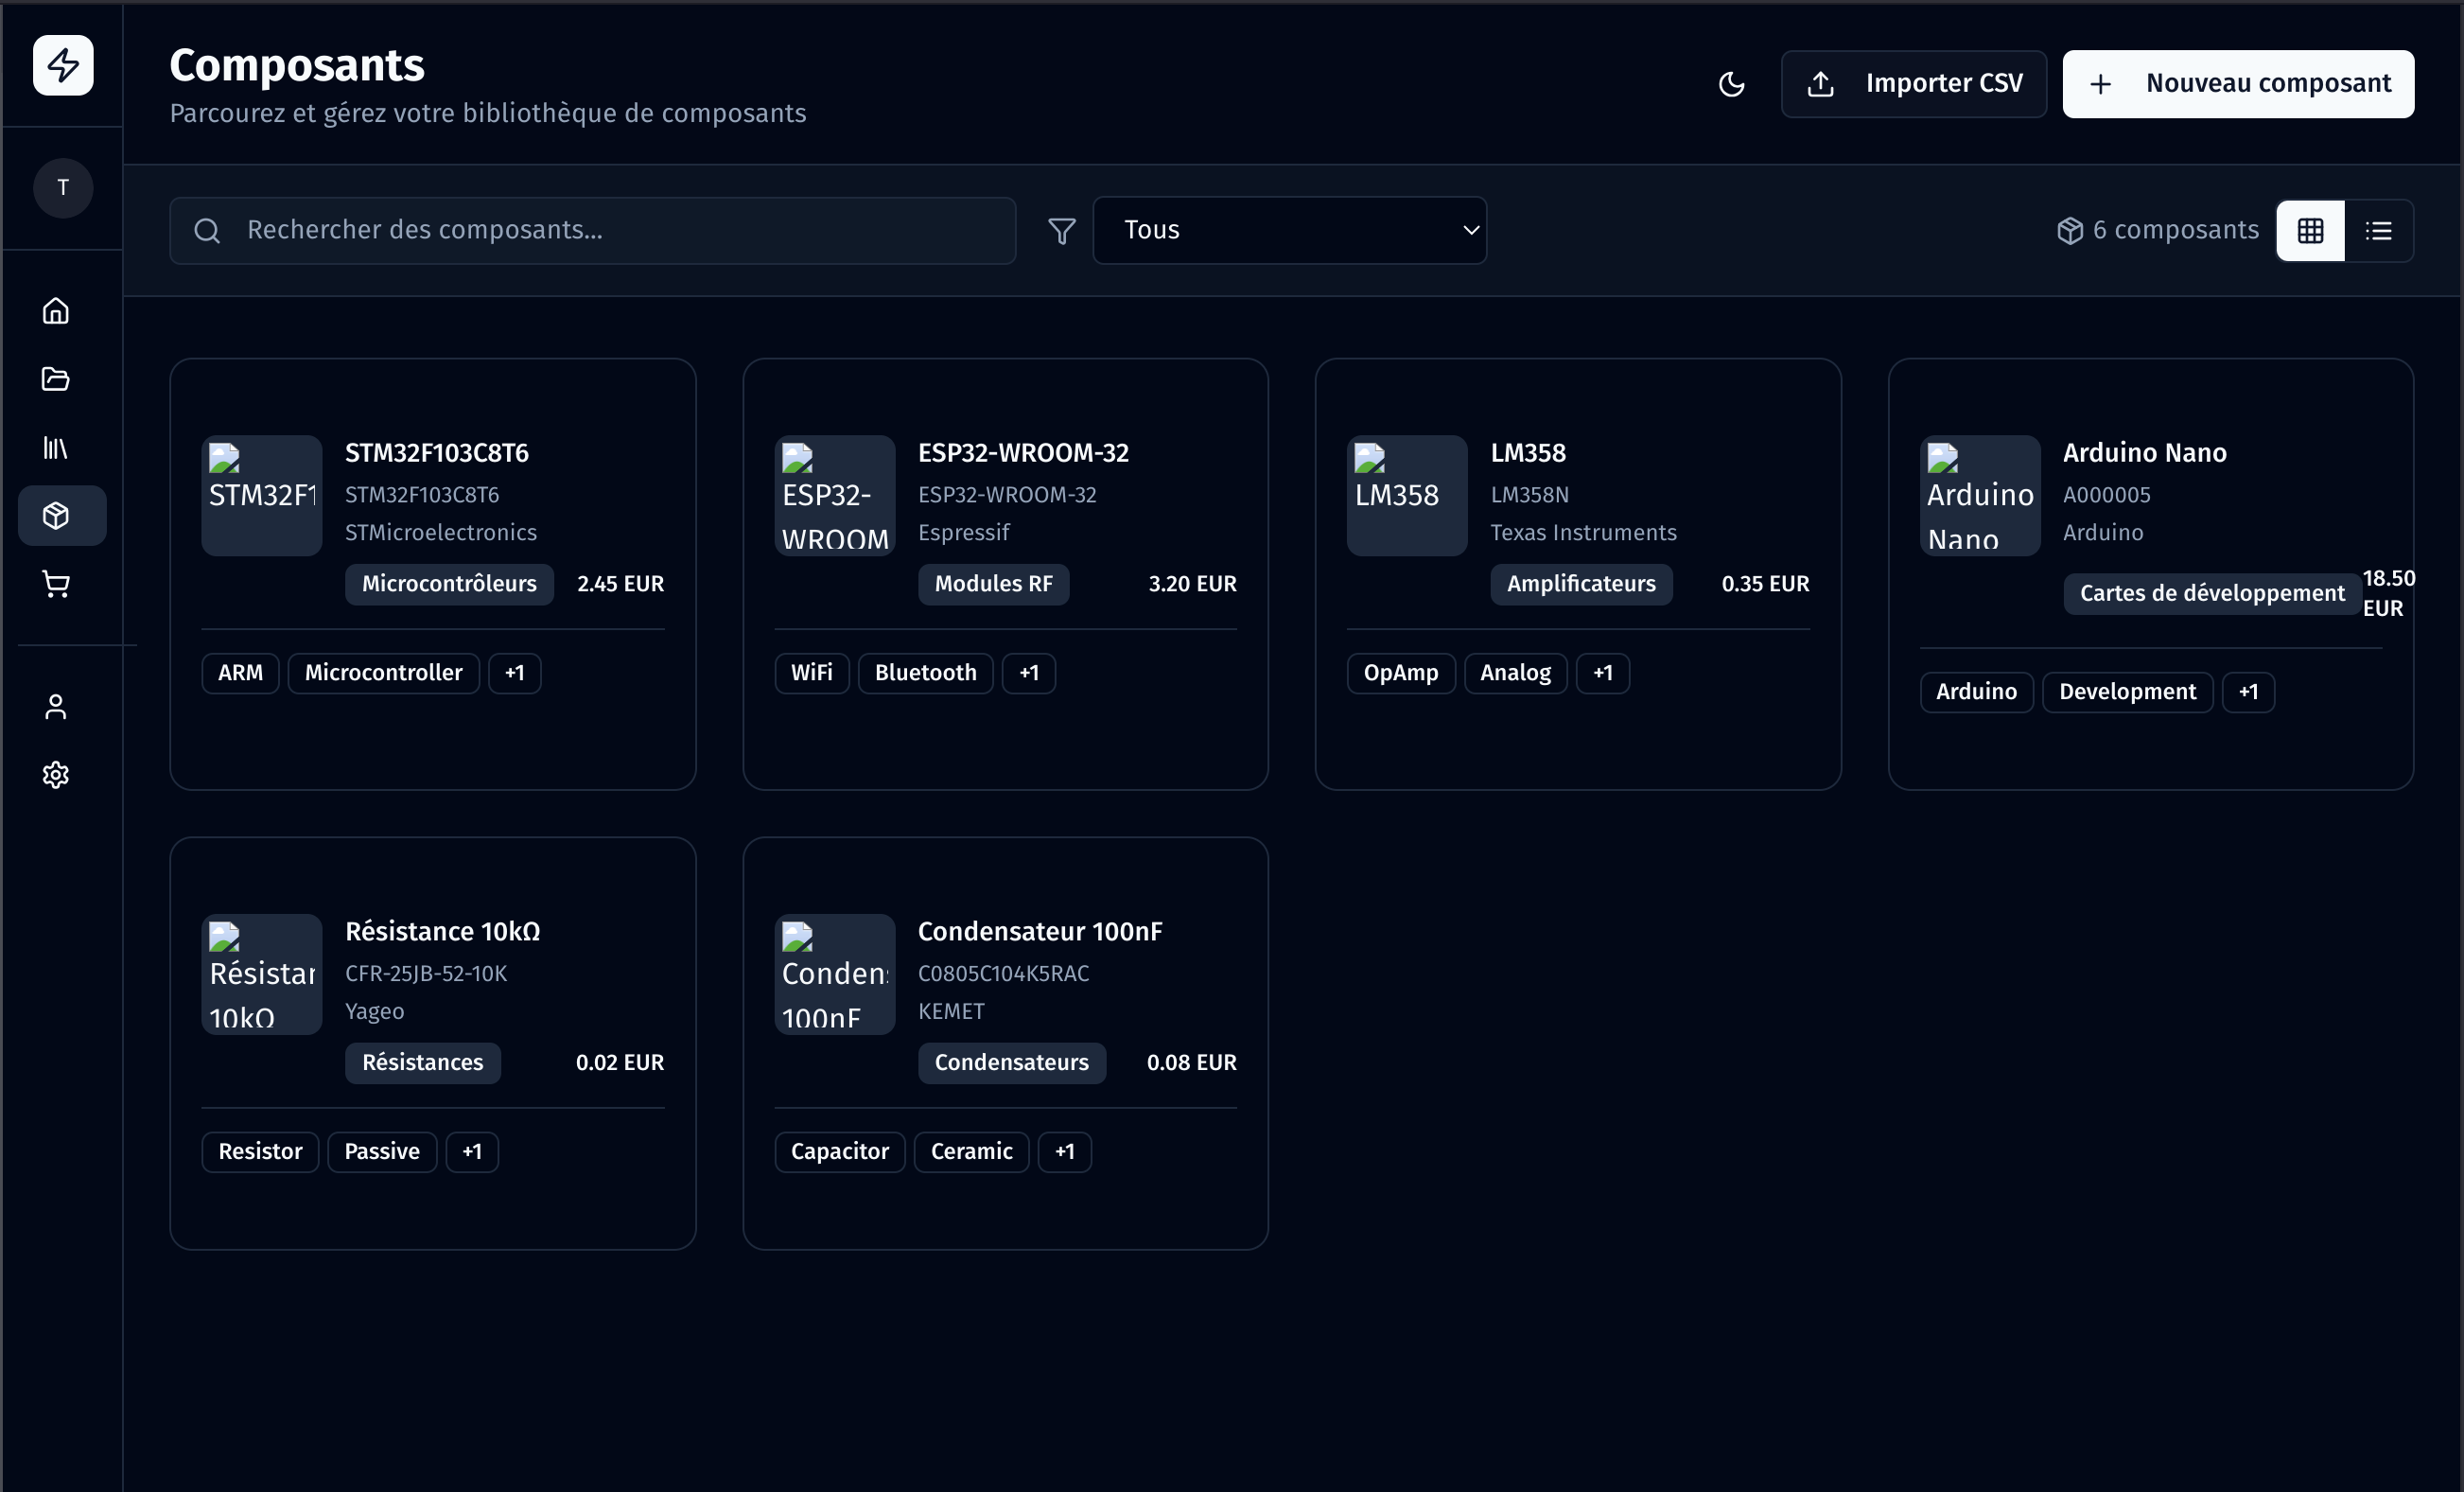 Composants
Parcourez et gérez votre bibliothèque de composants
Importer CSV
Nouveau composant
T
Rechercher des composants...
Tous
6 composants
STM32F1
STM32F103C8T6
STM32F103C8T6
STMicroelectronics
Microcontrôleurs
2.45 EUR
ARM
Microcontroller
+1
ESP32-
WROOM
ESP32-WROOM-32
ESP32-WROOM-32
Espressif
Modules RF
3.20 EUR
WiFi
Bluetooth
+1
LM358
LM358
LM358N
Texas Instruments
Amplificateurs
0.35 EUR
OpAmp
Analog
+1
Arduino
Nano
Arduino Nano
A000005
Arduino
Cartes de développement
18.50
EUR
Arduino
Development
+1
Résistan
10kΩ
Résistance 10kΩ
CFR-25JB-52-10K
Yageo
Résistances
0.02 EUR
Resistor
Passive
+1
Condens
100nF
Condensateur 100nF
C0805C104K5RAC
KEMET
Condensateurs
0.08 EUR
Capacitor
Ceramic
+1